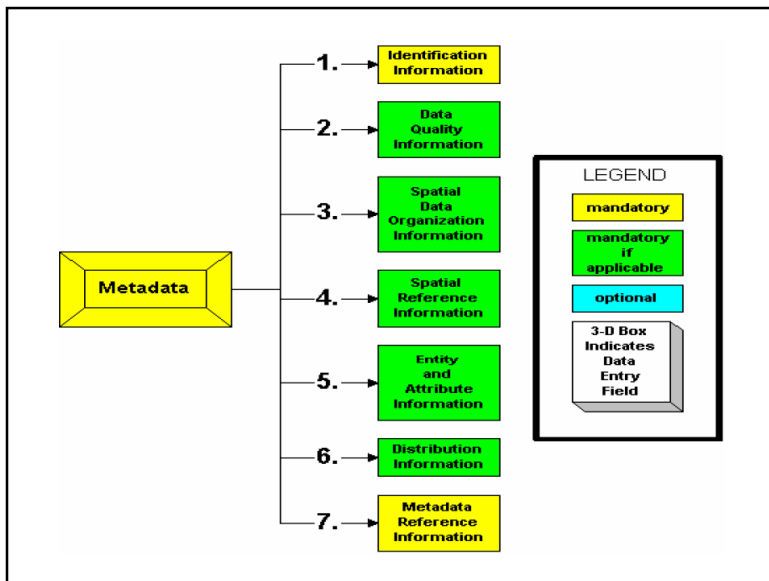 Metadata
1.
Identification
Information
2.
Data
Quality
Information
3.
Spatial
Data
Organization
Information
4.
Spatial
Reference
Information
5.
Entity
and
Attribute
Information
6.
Distribution
Information
7.
Metadata
Reference
Information
LEGEND
mandatory
mandatory
if
applicable
optional
3-D Box
Indicates
Data
Entry
Field